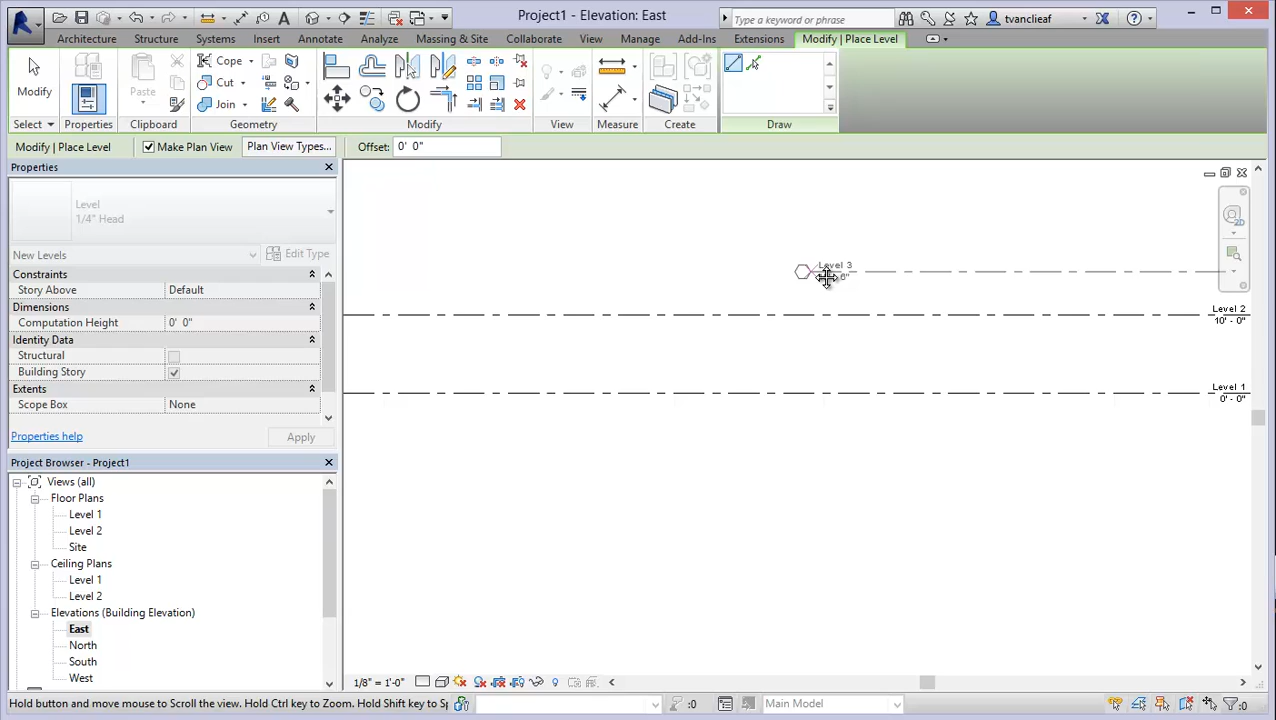 Project1 - Elevation: East
Type a keyword or phrase
tvanclieaf
Architecture Structure Systems Insert Annotate Analyze Massing & Site Collaborate View Manage Add-Ins Extensions Modify | Place Level
Modify
Paste
Cope
Cut
Join
Select Properties Clipboard Geometry Modify View Measure Create Draw
Modify | Place Level Make Plan View Plan View Types... Offset: 0' 0"
Properties
Level
1/4" Head
New Levels Edit Type
Constraints
Story Above Default
Dimensions
Computation Height 0' 0"
Identity Data
Structural
Building Story
Extents
Scope Box None
Properties help Apply
Project Browser - Project1
Views (all)
Floor Plans
Level 1
Level 2
Site
Ceiling Plans
Level 1
Level 2
Elevations (Building Elevation)
East
North
South
West
2D
Level 3
Level 2
10' - 0"
Level 1
0' - 0"
1/8" = 1'-0"
Hold button and move mouse to Scroll the view. Hold Ctrl key to Zoom. Hold Shift key to Sp
:0
Main Model
:0